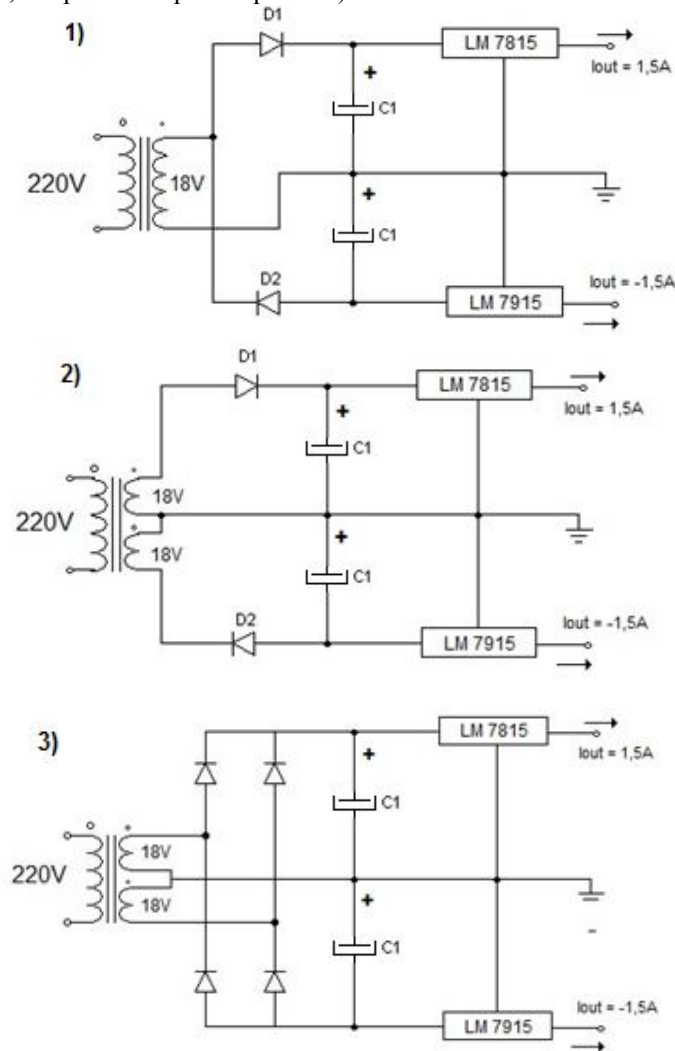 1)
D1
LM 7815
Iout = 1,5A
+
C1
220V
18V
+
C1
D2
LM 7915
Iout = -1,5A
2)
D1
LM 7815
Iout = 1,5A
+
C1
18V
220V
18V
+
C1
D2
LM 7915
Iout = -1,5A
3)
LM 7815
Iout = 1,5A
+
C1
18V
220V
18V
+
C1
-
LM 7915
Iout = -1,5A